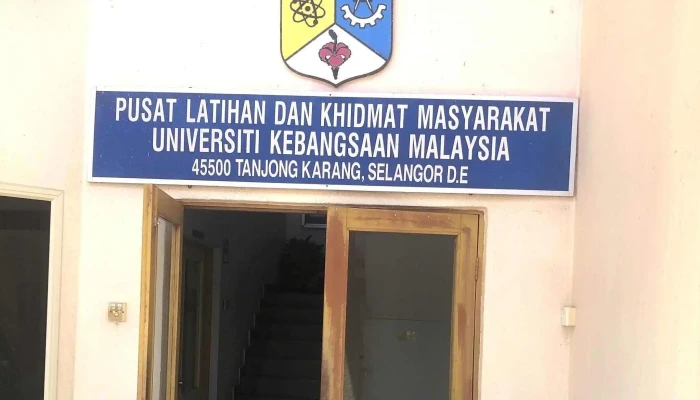 PUSAT LATIHAN DAN KHIDMAT MASYARAKAT
UNIVERSITI KEBANGSAAN MALAYSIA
45500 TANJONG KARANG, SELANGOR D.E